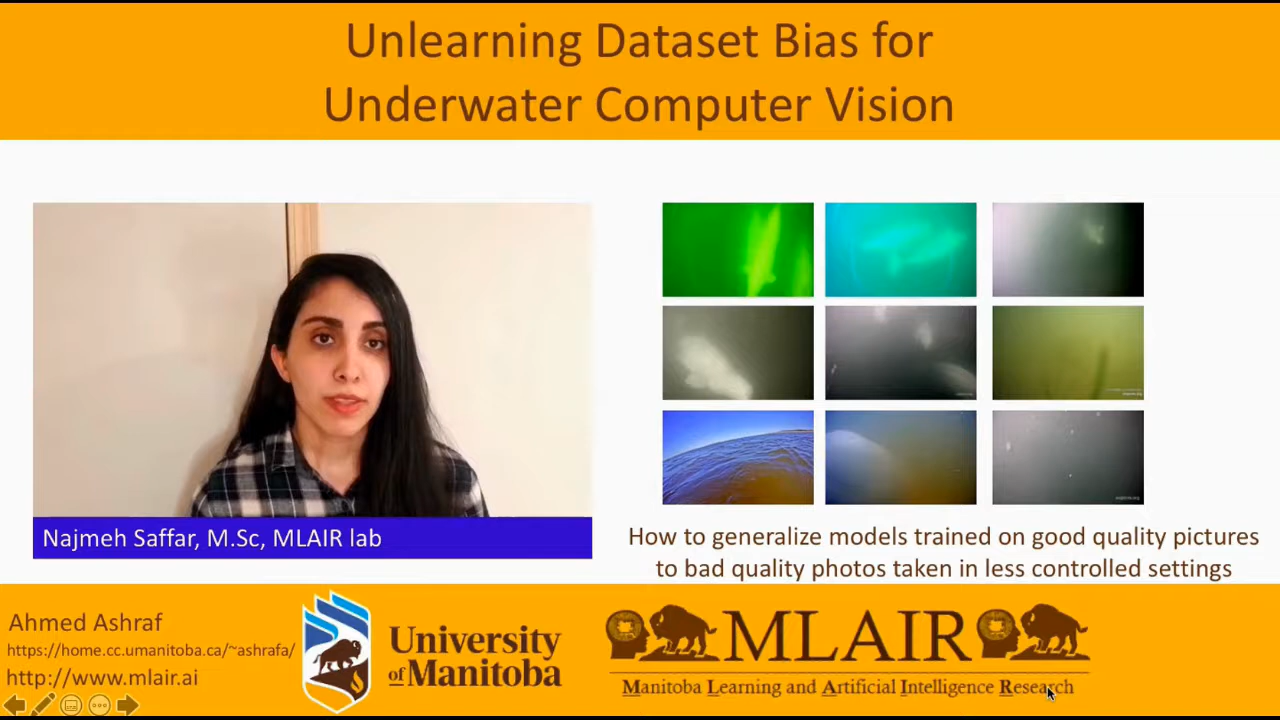 Unlearning Dataset Bias for
Underwater Computer Vision
Najmeh Saffar, M.Sc, MLAIR lab
How to generalize models trained on good quality pictures
to bad quality photos taken in less controlled settings
Ahmed Ashraf
https://home.cc.umanitoba.ca/~ashrafa/
http://www.mlair.ai
University
of Manitoba
MLAIR
Manitoba Learning and Artificial Intelligence Research